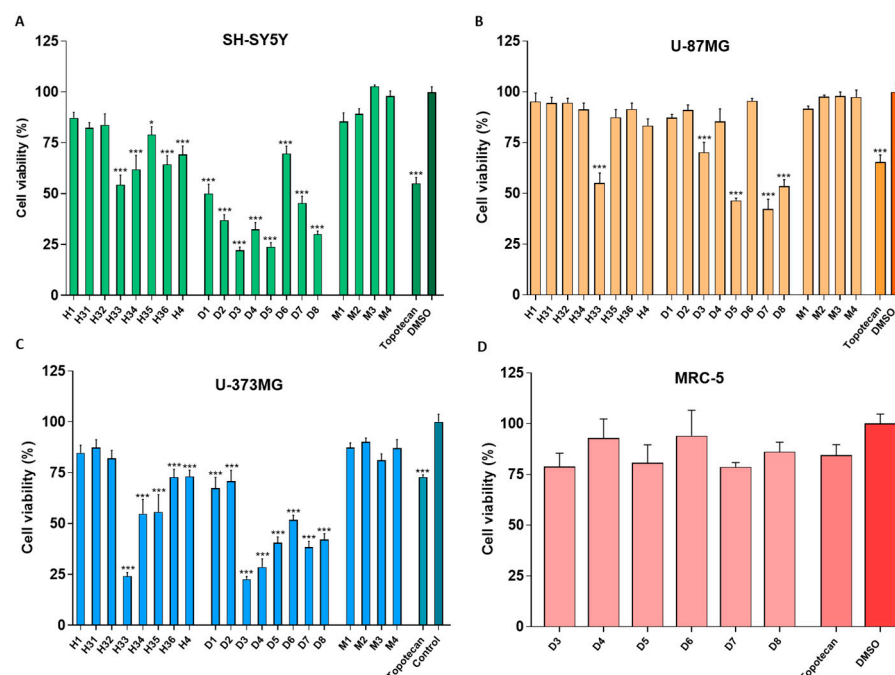 A
SH-SY5Y
Cell viability (%)
125
100
75
50
25
0
*** *** * *** *** *** *** *** *** *** *** *** *** ***
H1 H31 H32 H33 H34 H35 H36 H4 D1 D2 D3 D4 D5 D6 D7 D8 M1 M2 M3 M4 Topotecan DMSO
B
U-87MG
Cell viability (%)
125
100
75
50
25
0
*** *** *** *** *** ***
H1 H31 H32 H34 H33 H35 H36 H4 D1 D2 D3 D4 D5 D6 D7 D8 M1 M2 M3 M4 Topotecan DMSO
C
U-373MG
Cell viability (%)
125
100
75
50
25
0
*** *** *** *** *** *** *** *** *** *** *** *** *** ***
H1 H31 H32 H33 H34 H35 H36 H4 D1 D2 D3 D4 D5 D6 D7 D8 M1 M2 M3 M4 Topotecan Control
D
MRC-5
Cell viability (%)
125
100
75
50
25
0
D3 D4 D5 D6 D7 D8 Topotecan DMSO